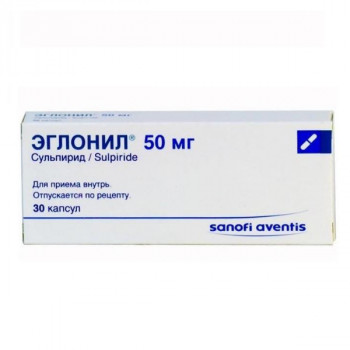 ЭГЛОНИЛ® 50 мг
Сульпирид / Sulpiride
Для приема внутрь.
Отпускается по рецепту.
30 капсул
sanofi aventis